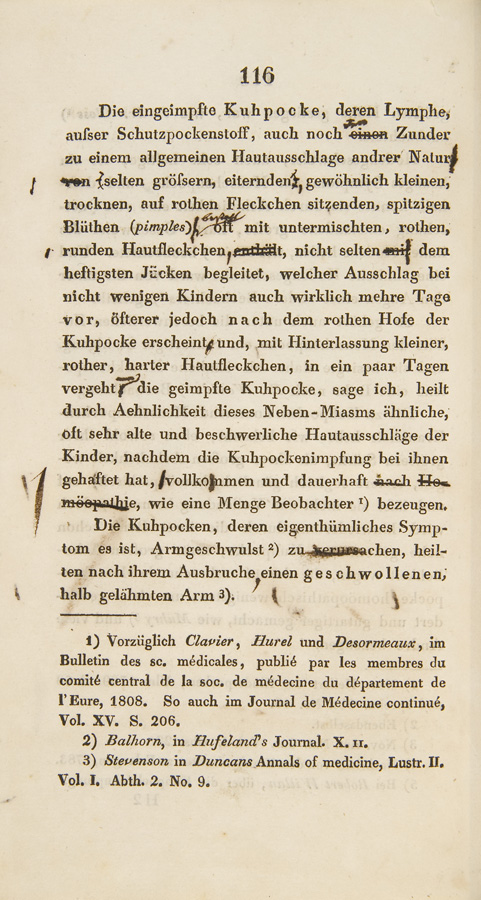 116
Die eingeimpfte Kuhpocke, deren Lymphe,
aufser Schutzpockenstoff, auch noch einen Zunder
zu einem allgemeinen Hautausschlage andrer Natur
von (selten gröfsern, eiternden), gewöhnlich kleinen,
trocknen, auf rothen Fleckchen sitzenden, spitzigen
Blüthen (pimples), oft mit untermischten, rothen,
runden Hautfleckchen, enthält, nicht selten mit dem
heftigsten Jücken begleitet, welcher Ausschlag bei
nicht wenigen Kindern auch wirklich mehre Tage
vor, öfterer jedoch nach dem rothen Hofe der
Kuhpocke erscheint, und, mit Hinterlassung kleiner,
rother, harter Hautfleckchen, in ein paar Tagen
vergeht, die geimpfte Kuhpocke, sage ich, heilt
durch Aehnlichkeit dieses Neben-Miasms ähnliche,
oft sehr alte und beschwerliche Hautausschläge der
Kinder, nachdem die Kuhpockenimpfung bei ihnen
gehaftet hat, vollkommen und dauerhaft nach Ho-
möopathie, wie eine Menge Beobachter 1) bezeugen.
Die Kuhpocken, deren eigenthümliches Symp-
tom es ist, Armgeschwulst 2) zu verursachen, heil-
ten nach ihrem Ausbruche einen geschwollenen,
halb gelähmten Arm 3).
1) Vorzüglich Clavier, Hurel und Desormeaux, im
Bulletin des sc. médicales, publié par les membres du
comité central de la soc. de médecine du département de
l'Eure, 1808. So auch im Journal de Médecine continué,
Vol. XV. S. 206.
2) Balhorn, in Hufeland's Journal. X. II.
3) Stevenson in Duncans Annals of medicine, Lustr. II.
Vol. I. Abth. 2. No. 9.